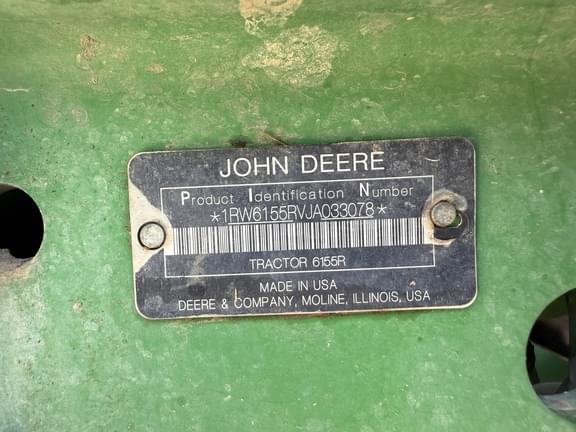 JOHN DEERE
Product Identification Number
*1RW6155RVJA033078*
TRACTOR 6155R
MADE IN USA
DEERE & COMPANY, MOLINE, ILLINOIS, USA